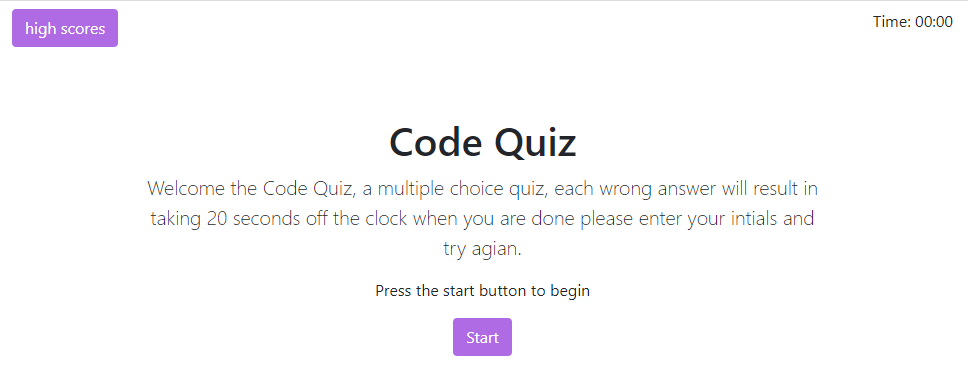 high scores
Time: 00:00
Code Quiz
Welcome the Code Quiz, a multiple choice quiz, each wrong answer will result in
taking 20 seconds off the clock when you are done please enter your intials and
try agian.
Press the start button to begin
Start